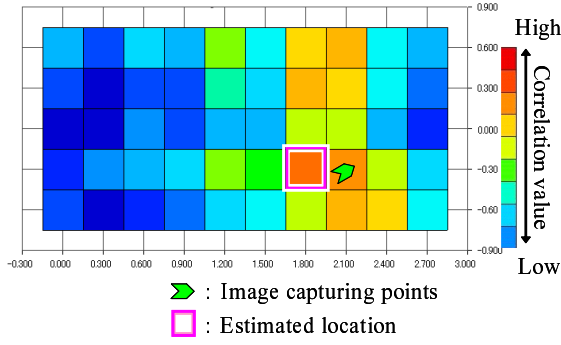 0.900
0.600
0.300
0.000
-0.30
-0.60
-0.900
-0.300 0.000 0.300 0.600 0.900 1.200 1.500 1.800 2.100 2.400 2.700 3.000
High
Correlation value
Low
: Image capturing points
: Estimated location